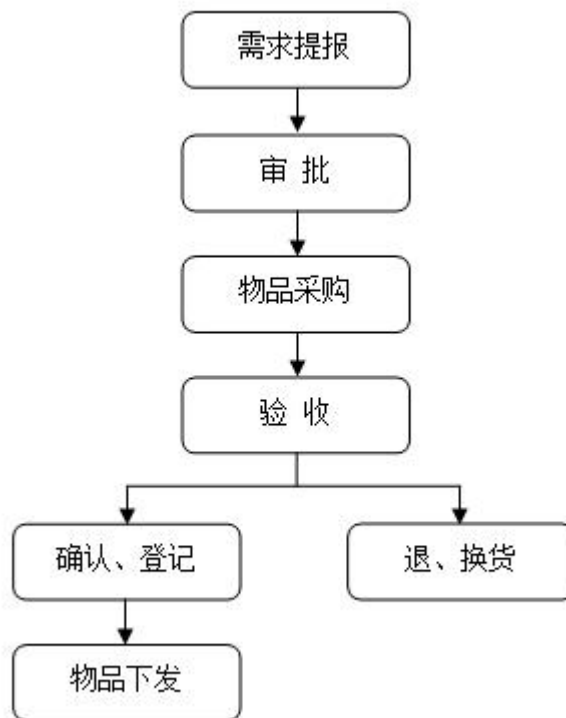 需求提报
审 批
物品采购
验 收
确认、登记
退、换货
物品下发